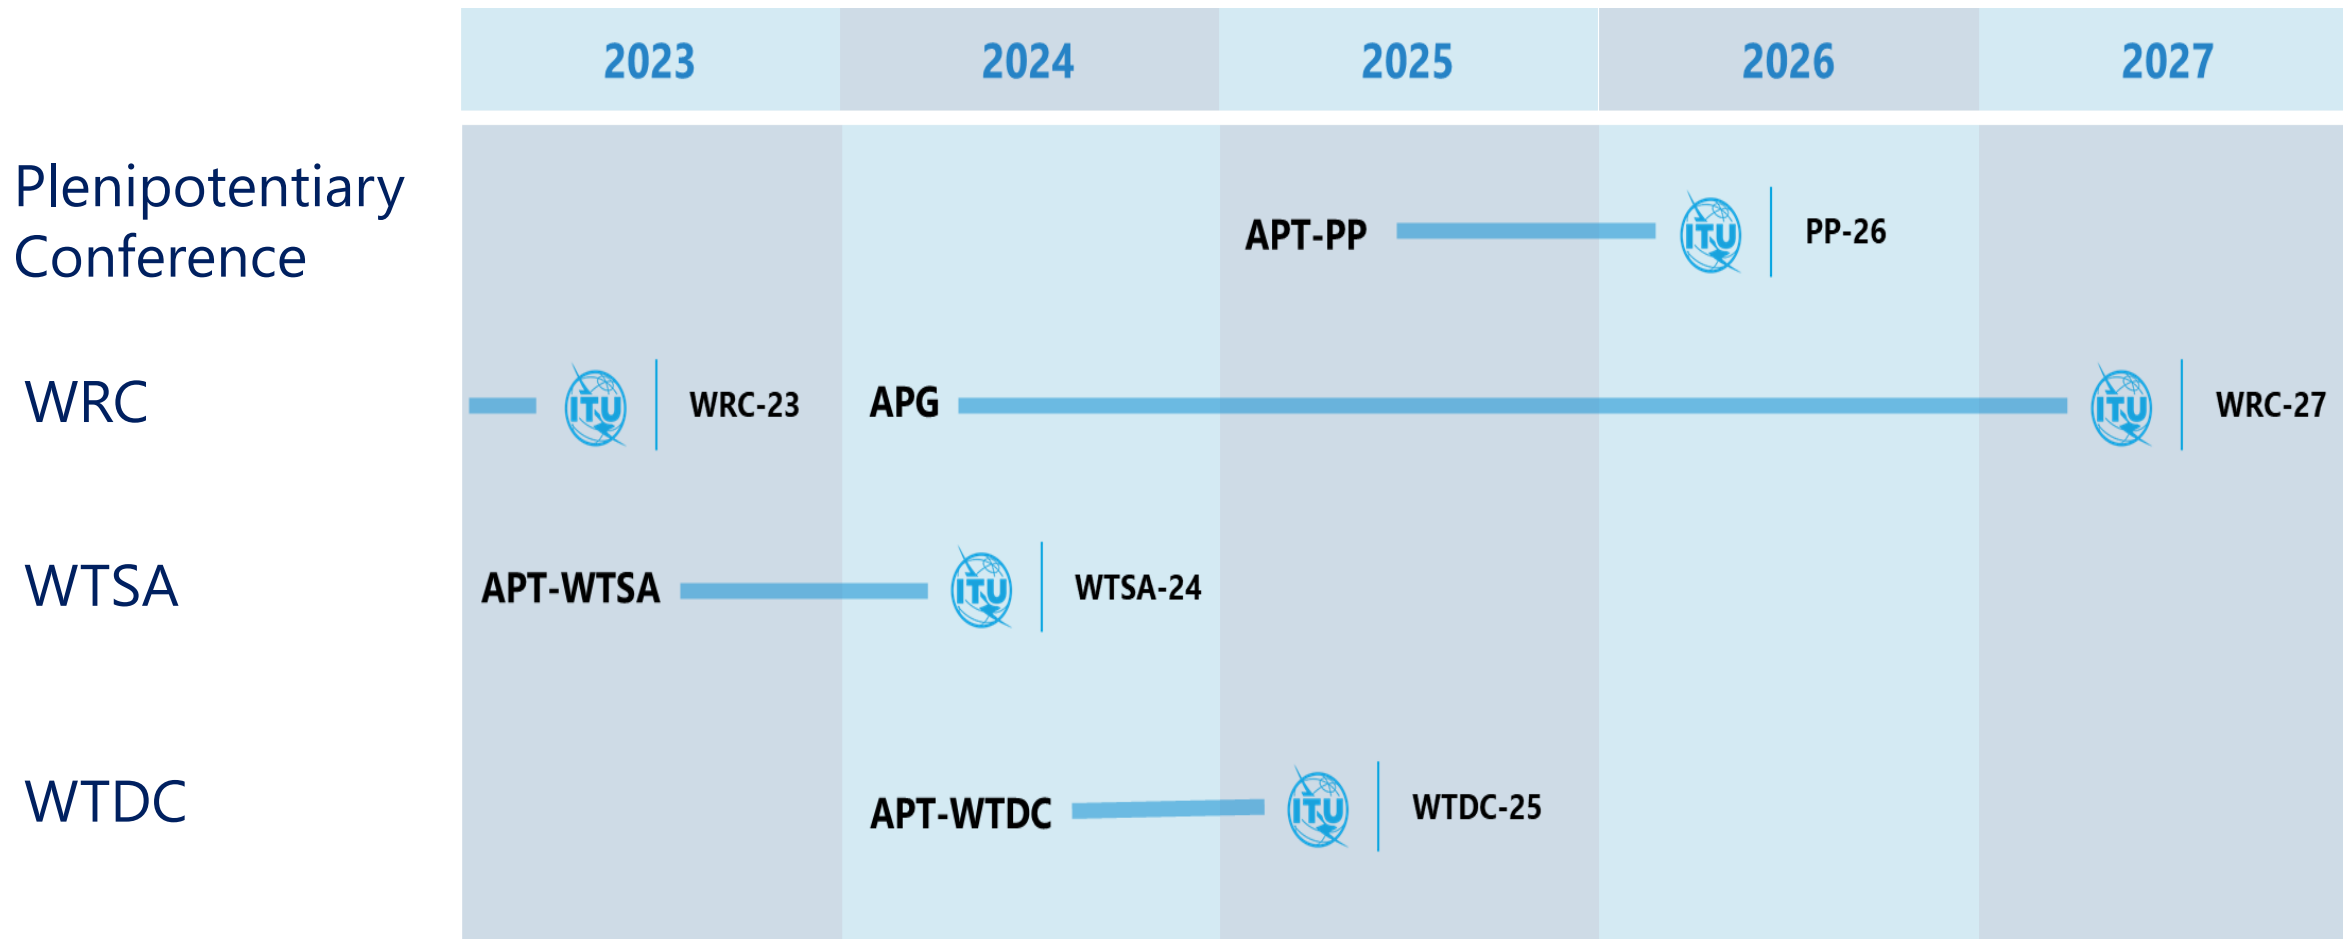 2023 2024 2025 2026 2027
Plenipotentiary
Conference
APT-PP ITU PP-26
WRC ITU WRC-23 APG ITU WRC-27
WTSA APT-WTSA ITU WTSA-24
WTDC APT-WTDC ITU WTDC-25